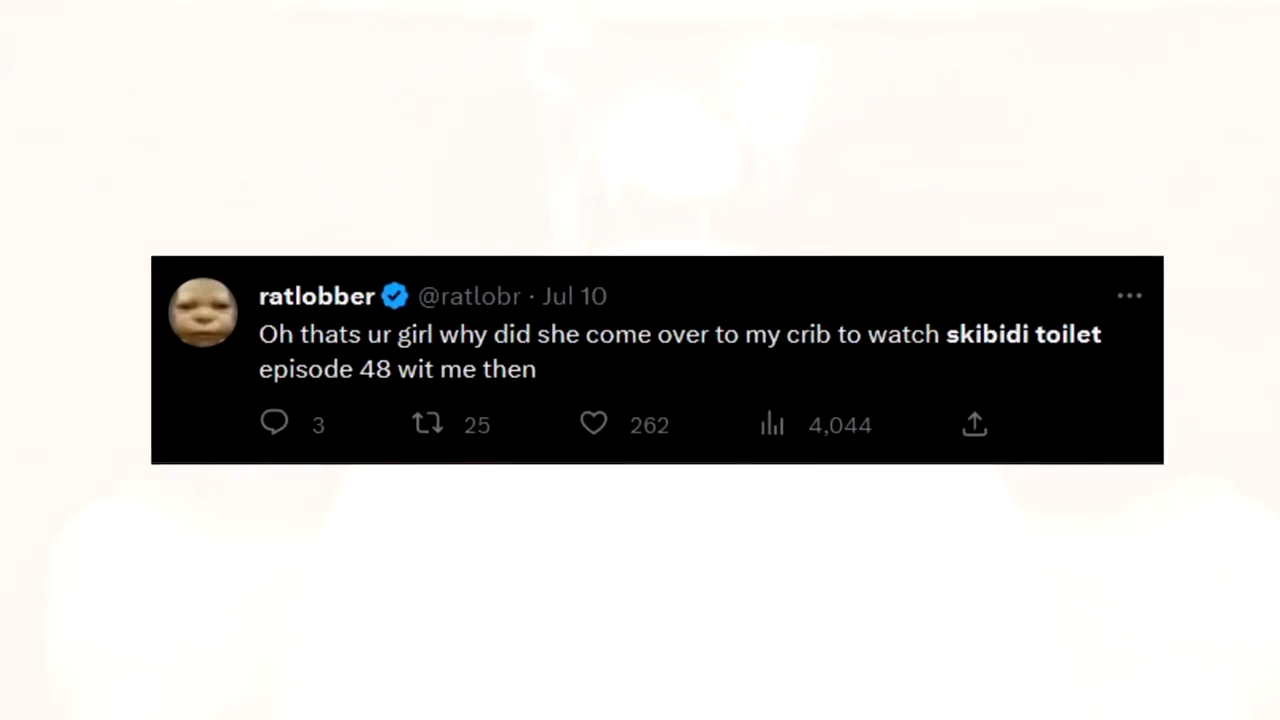 ratlobber @ratlobr · Jul 10
Oh thats ur girl why did she come over to my crib to watch skibidi toilet
episode 48 wit me then
3 25 262 4,044